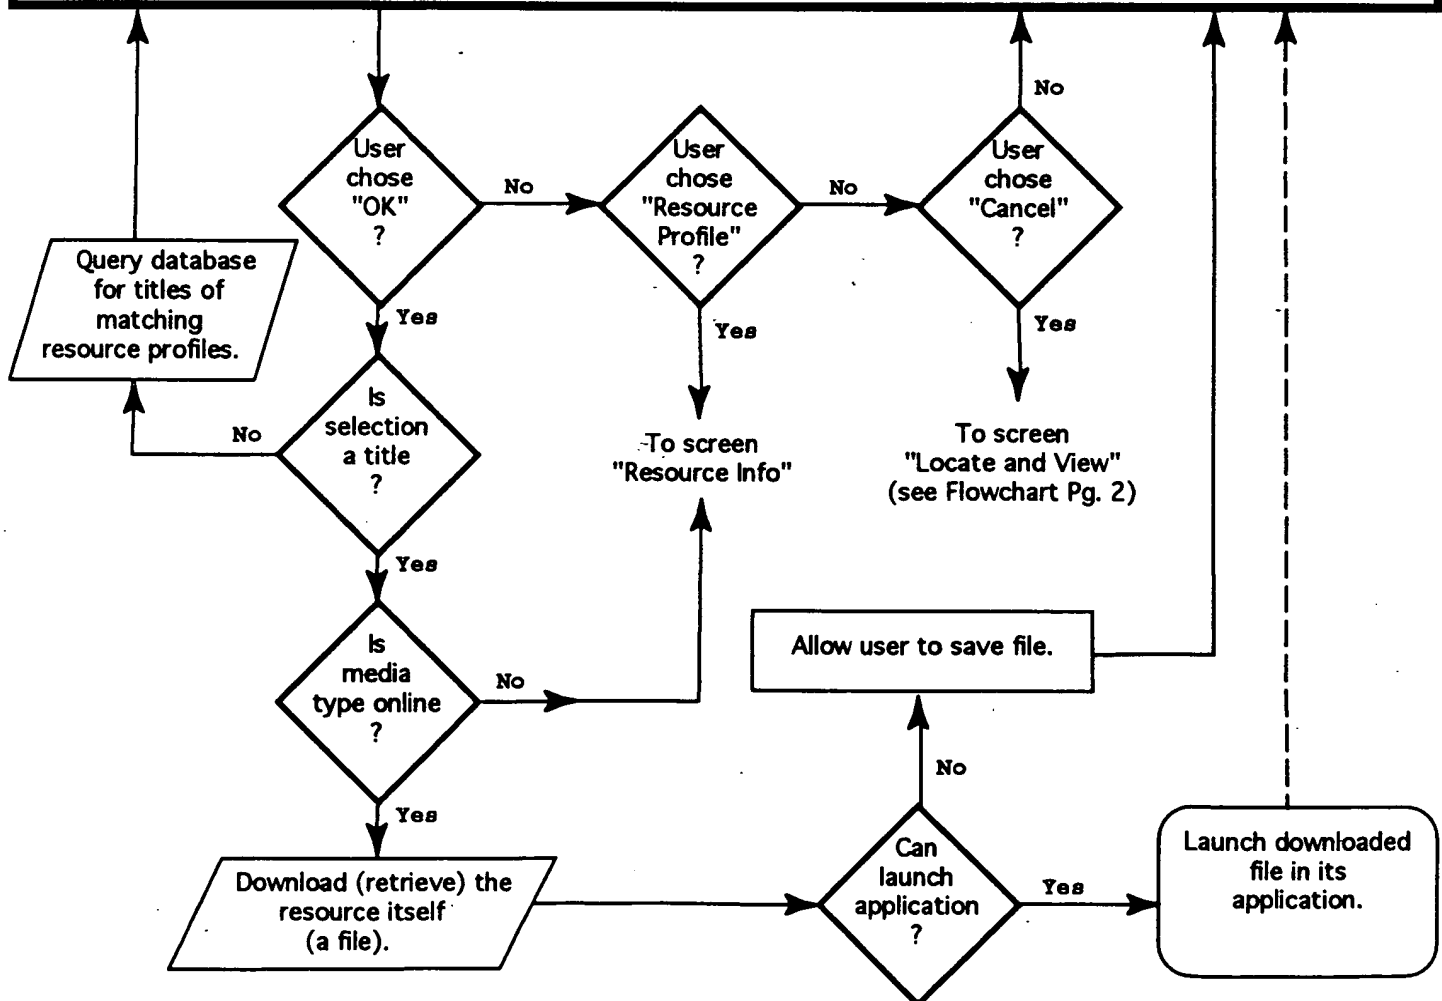 No
User
chose
"OK"
?
No
User
chose
"Resource
Profile"
?
No
User
chose
"Cancel"
?
Query database
for titles of
matching
resource profiles.
Yes
Yes
Yes
No
Is
selection
a title
?
To screen
"Resource Info"
To screen
"Locate and View"
(see Flowchart Pg. 2)
Yes
Is
media
type online
?
No
Allow user to save file.
No
Yes
Download (retrieve) the
resource itself
(a file).
Can
launch
application
?
Yes
Launch downloaded
file in its
application.